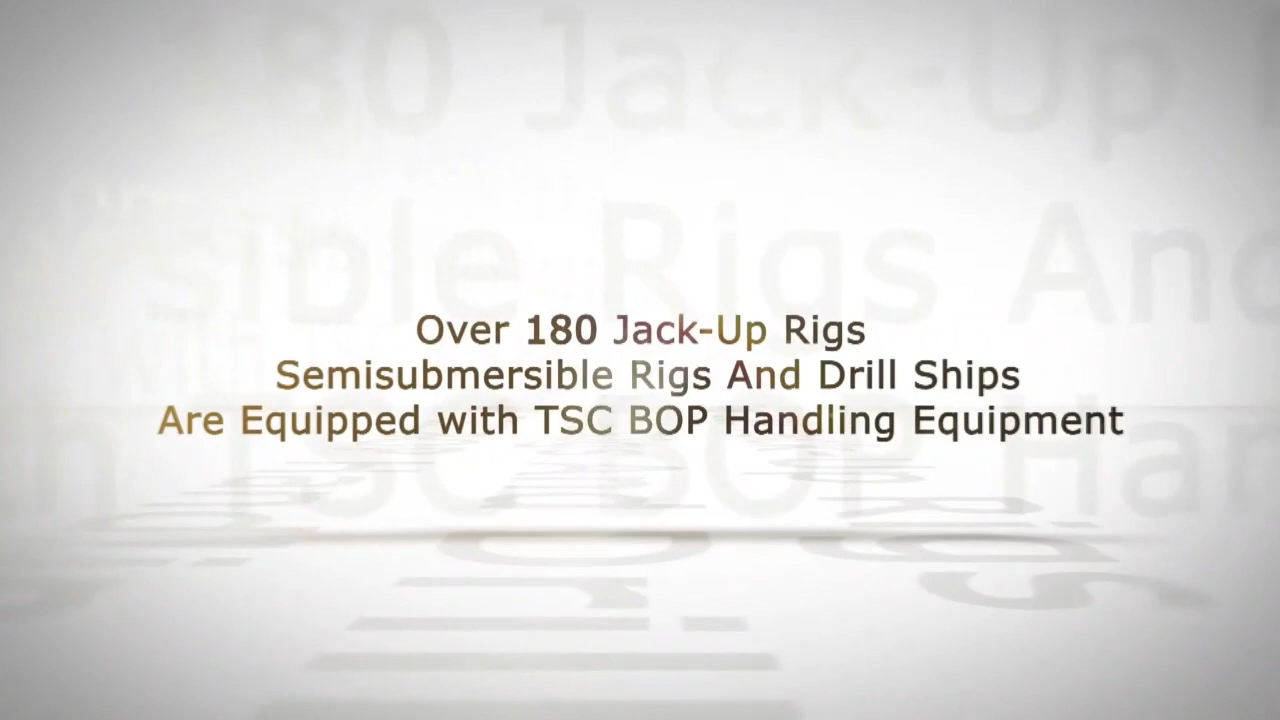 Over 180 Jack-Up Rigs
Semisubmersible Rigs And Drill Ships
Are Equipped with TSC BOP Handling Equipment